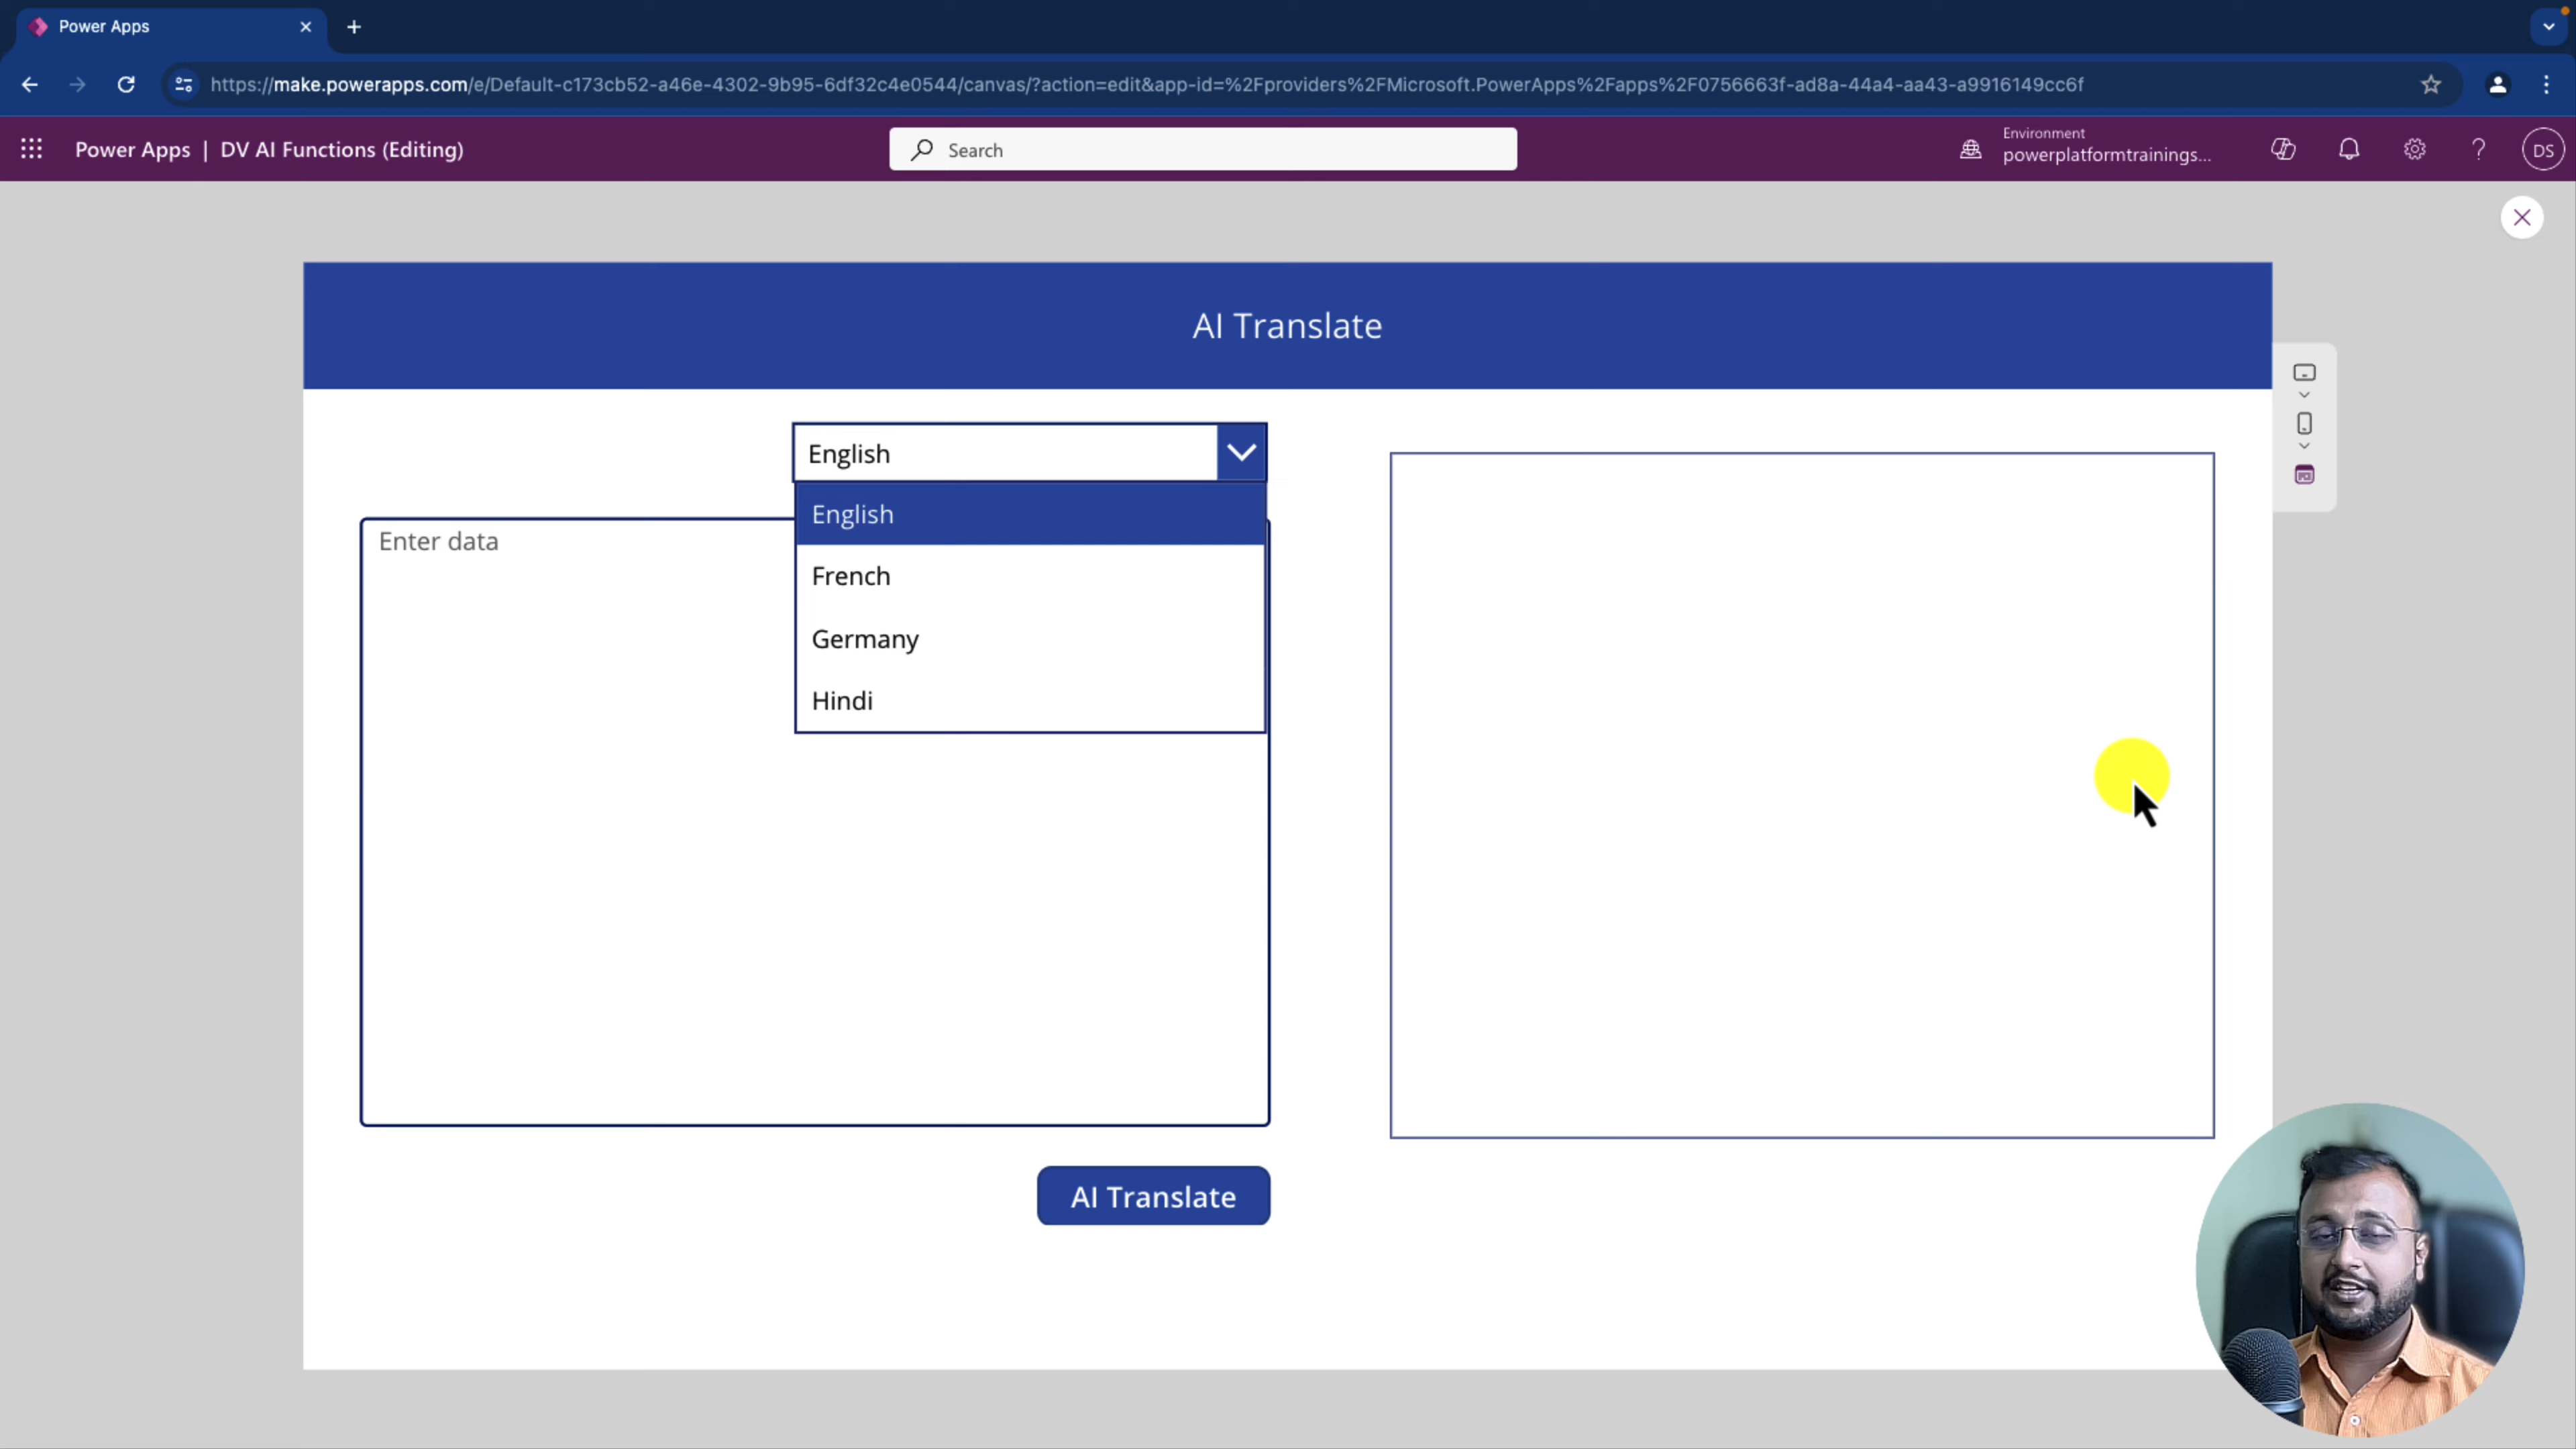 Power Apps
https://make.powerapps.com/e/Default-c173cb52-a46e-4302-9b95-6df32c4e0544/canvas/?action=edit&app-id=%2Fproviders%2FMicrosoft.PowerApps%2Fapps%2F0756663f-ad8a-44a4-aa43-a9916149cc6f
Power Apps | DV AI Functions (Editing)
Search
Environment
powerplatformtrainings...
DS
AI Translate
English
English
French
Germany
Hindi
Enter data
AI Translate